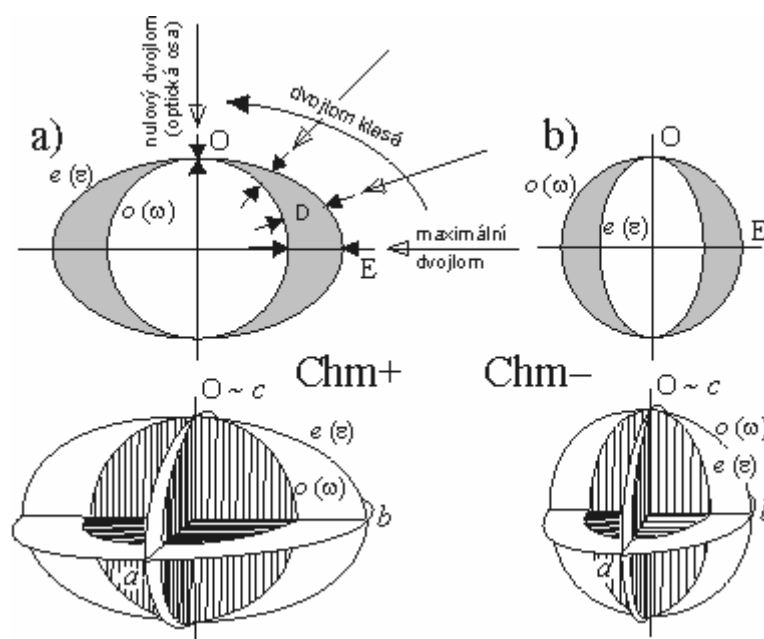 nulový dvojlom
(optická osa)
a)
O
dvojlom klesá
e (ε)
o (ω)
D
maximální
dvojlom
E
b)
O
o (ω)
e (ε)
E
Chm+
Chm−
O ~ c
e (ε)
o (ω)
b
a
O ~ c
o (ω)
e (ε)
a